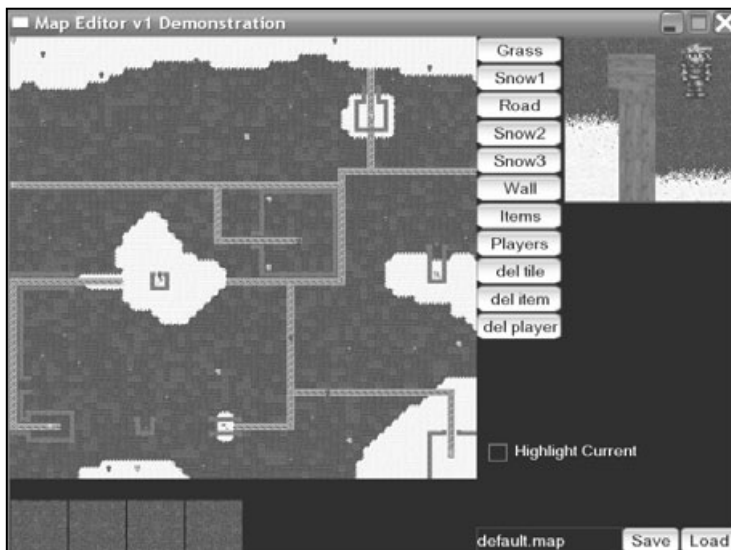 Map Editor v1 Demonstration
Grass
Snow1
Road
Snow2
Snow3
Wall
Items
Players
del tile
del item
del player
Highlight Current
default.map
Save
Load